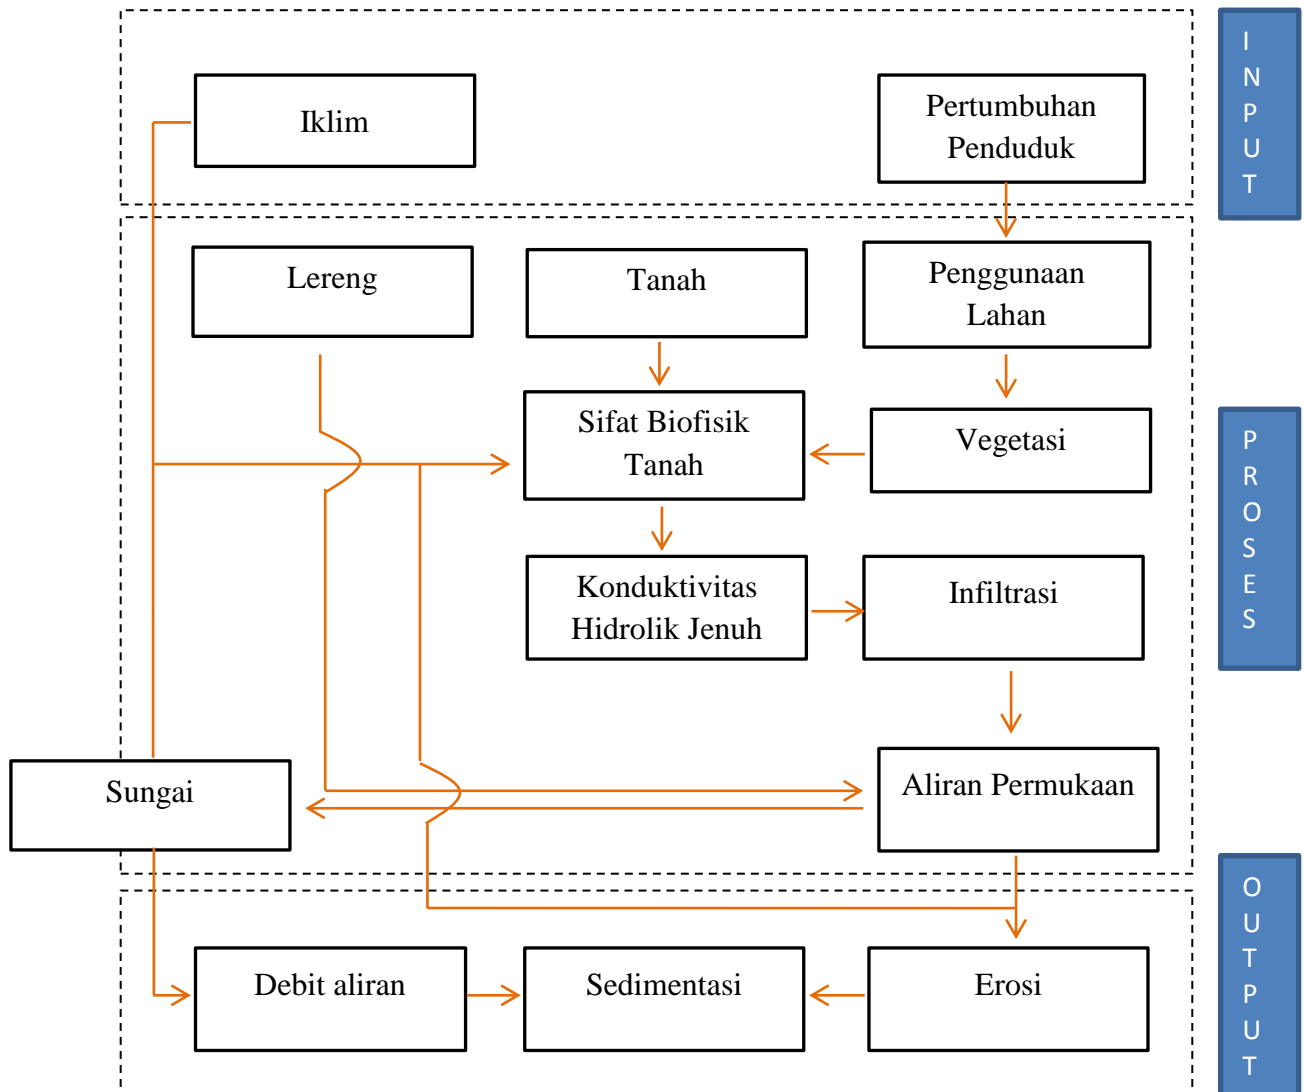 Iklim
Pertumbuhan
Penduduk
I
N
P
U
T
Lereng
Tanah
Penggunaan
Lahan
Sifat Biofisik
Tanah
Vegetasi
P
R
O
S
E
S
Konduktivitas
Hidrolik Jenuh
Infiltrasi
Sungai
Aliran Permukaan
Debit aliran
Sedimentasi
Erosi
O
U
T
P
U
T